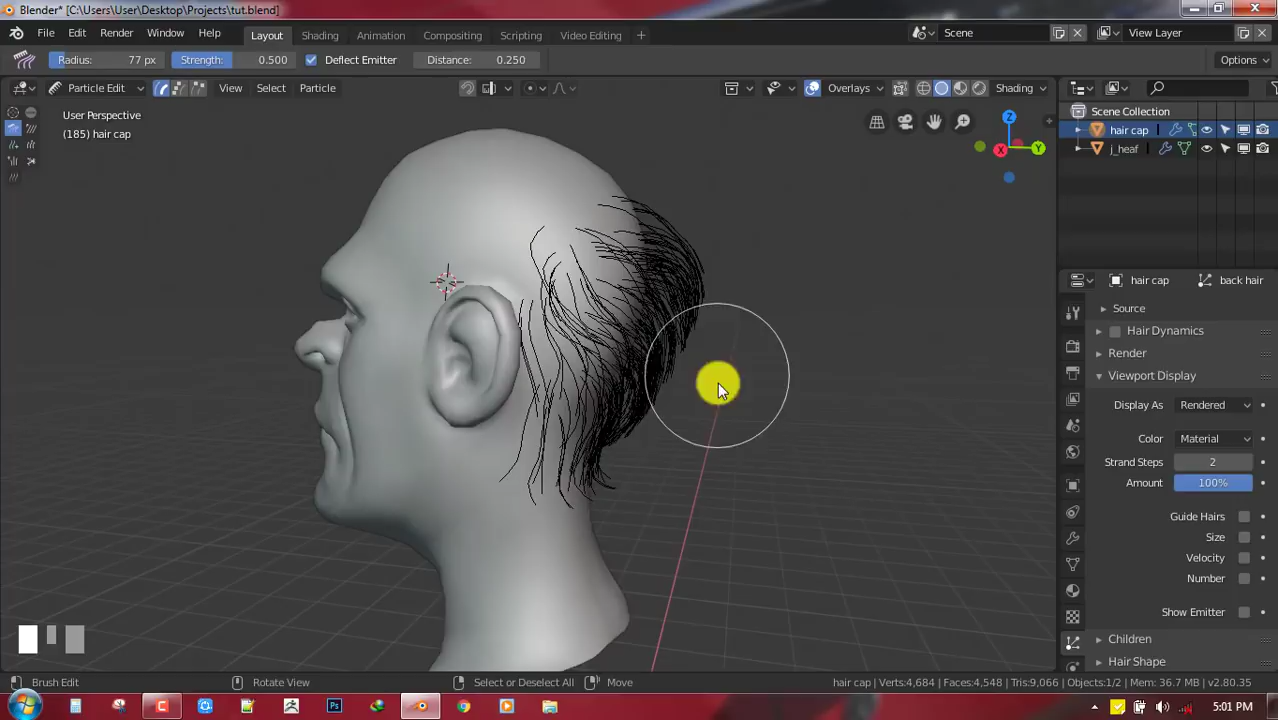 Blender* [C:\Users\User\Desktop\Projects\tut.blend]
File Edit Render Window Help Layout Shading Animation Compositing Scripting Video Editing + Scene View Layer
Radius: 77 px Strength: 0.500 Deflect Emitter Distance: 0.250 Options
Particle Edit View Select Particle Overlays Shading
User Perspective
(185) hair cap
Z
X Y
Scene Collection
hair cap
j_heaf
hair cap back hair
Source
Hair Dynamics
Render
Viewport Display
Display As Rendered
Color Material
Strand Steps 2
Amount 100%
Guide Hairs
Size
Velocity
Number
Show Emitter
Children
Hair Shape
Brush Edit Rotate View Select or Deselect All Move hair cap | Verts:4,684 | Faces:4,548 | Tris:9,066 | Objects:1/2 | Mem: 36.7 MB | v2.80.35
Ps 5:01 PM